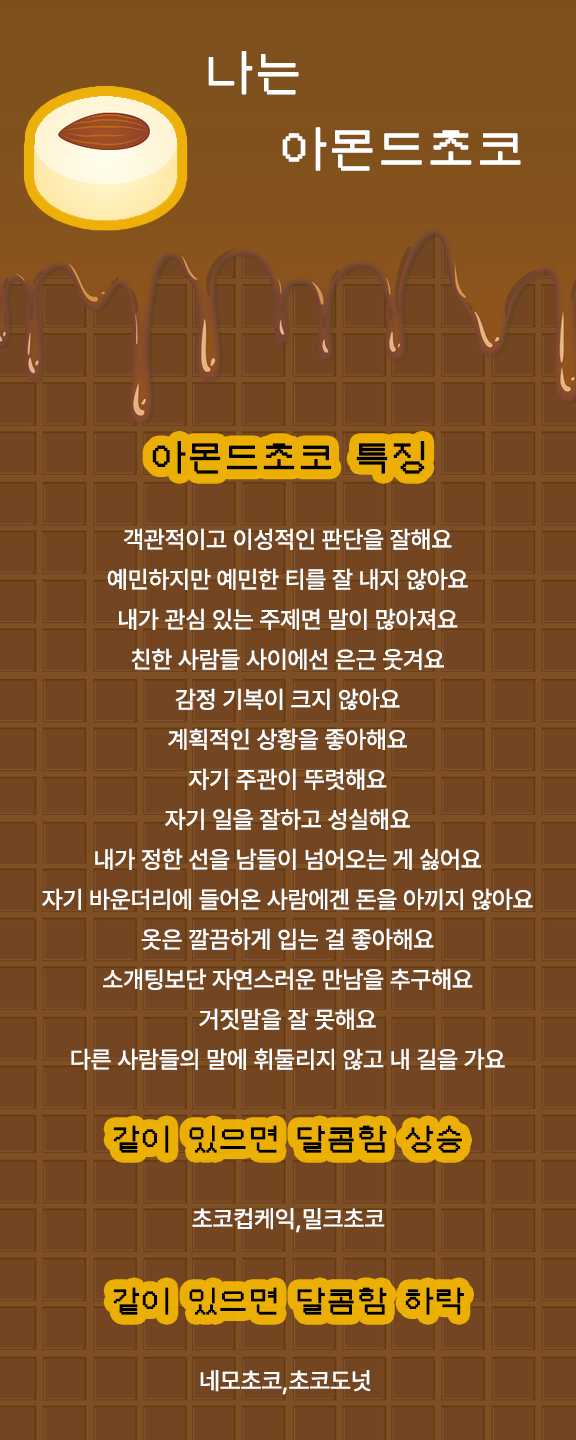 나는
아몬드초코
아몬드초코 특징
객관적이고 이성적인 판단을 잘해요
예민하지만 예민한 티를 잘 내지 않아요
내가 관심 있는 주제면 말이 많아져요
친한 사람들 사이에선 은근 웃겨요
감정 기복이 크지 않아요
계획적인 상황을 좋아해요
자기 주관이 뚜렷해요
자기 일을 잘하고 성실해요
내가 정한 선을 남들이 넘어오는 게 싫어요
자기 바운더리에 들어온 사람에겐 돈을 아끼지 않아요
옷은 깔끔하게 입는 걸 좋아해요
소개팅보단 자연스러운 만남을 추구해요
거짓말을 잘 못해요
다른 사람들의 말에 휘둘리지 않고 내 길을 가요
같이 있으면 달콤함 상승
초코컵케익,밀크초코
같이 있으면 달콤함 하락
네모초코,초코도넛